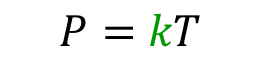 P = kT